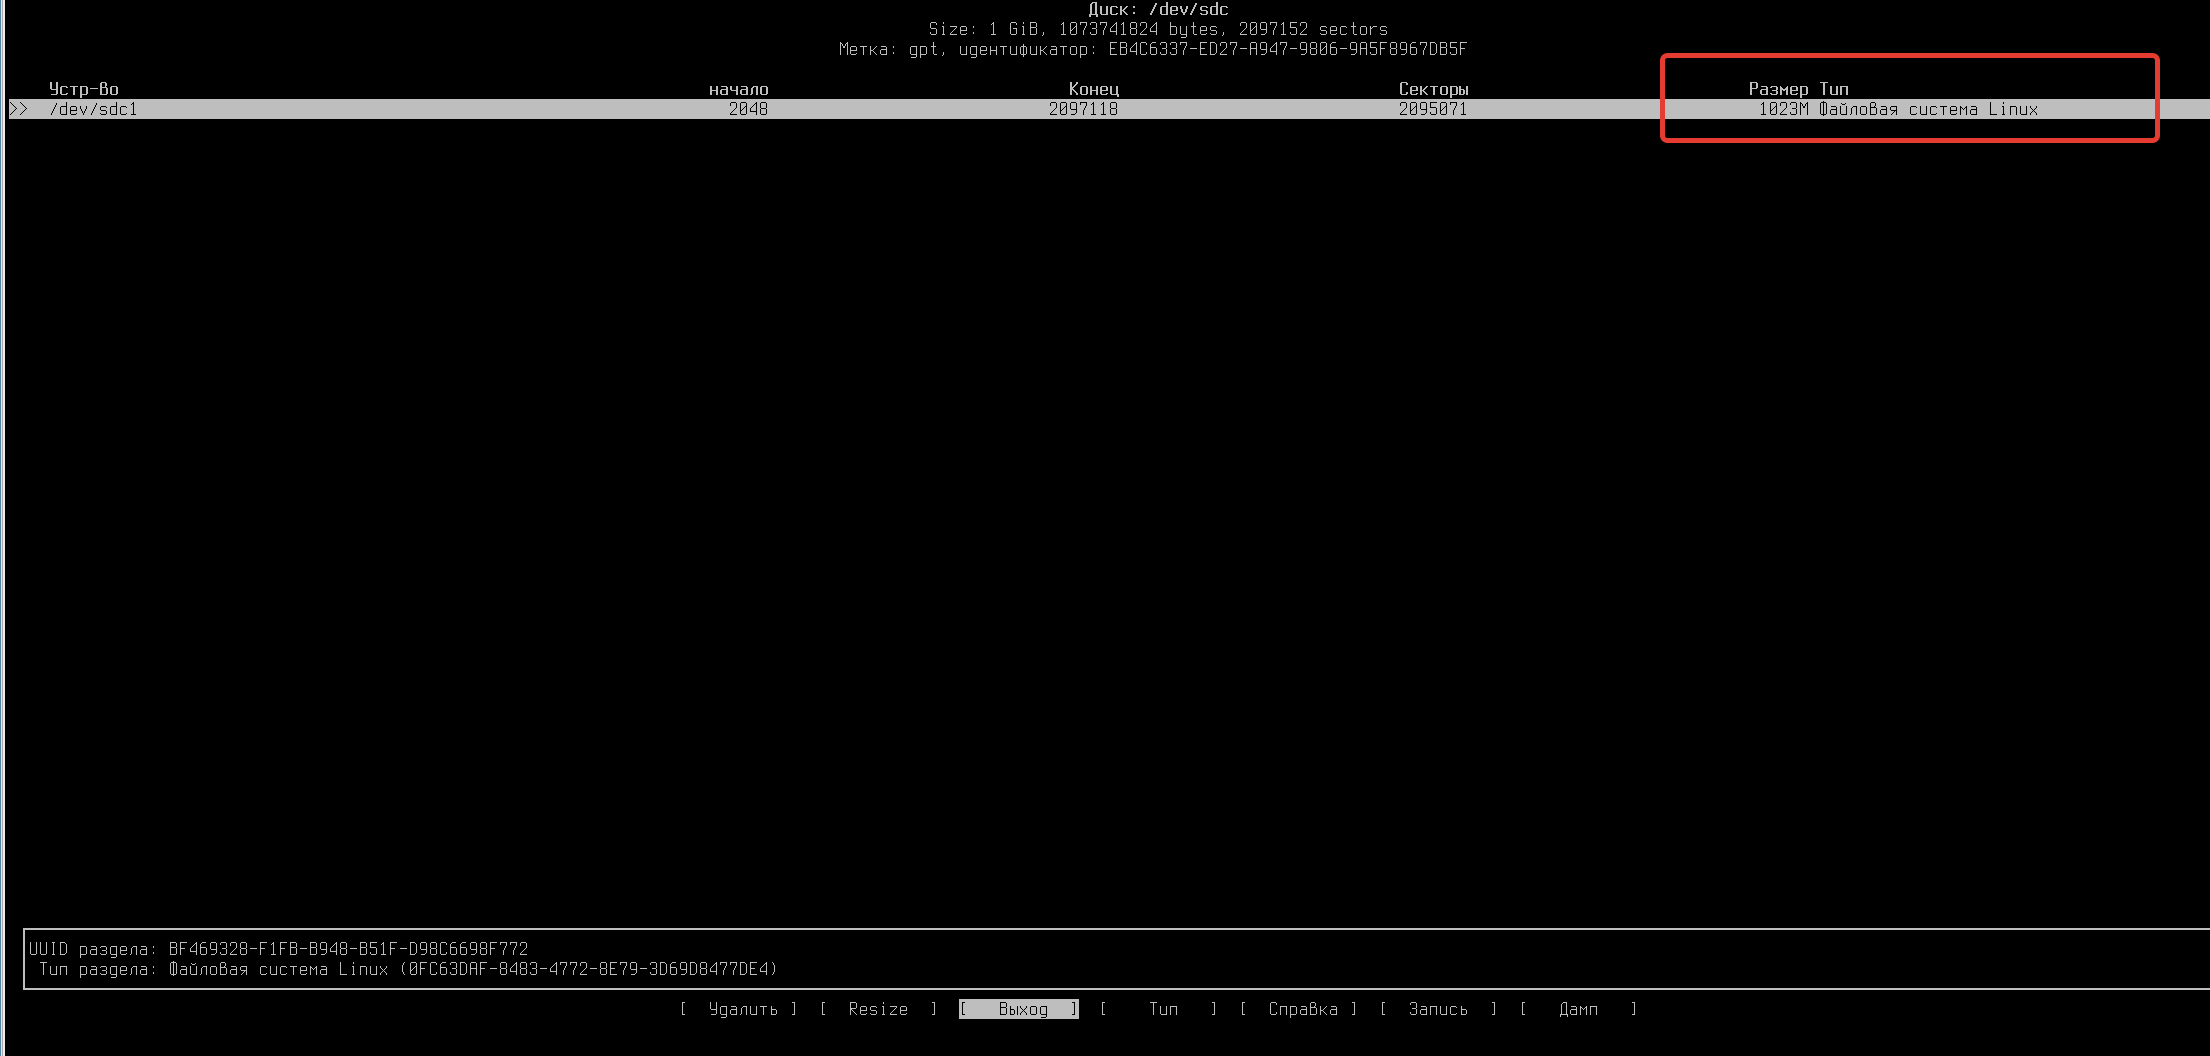 Диск: /dev/sdc
Size: 1 GiB, 1073741824 bytes, 2097152 sectors
Метка: gpt, идентификатор: EB4C6337-ED27-A947-9806-9A5F8967DB5F
Устр-во начало Конец Секторы Размер Тип
>> /dev/sdc1 2048 2097118 2095071 1023M Файловая система Linux
UUID раздела: BF469328-F1FB-B948-B51F-D98C6698F772
Тип раздела: Файловая система Linux (0FC63DAF-8483-4772-8E79-3D69D8477DE4)
[ Удалить ] [ Resize ] [ Выход ] [ Тип ] [ Справка ] [ Запись ] [ Дамп ]